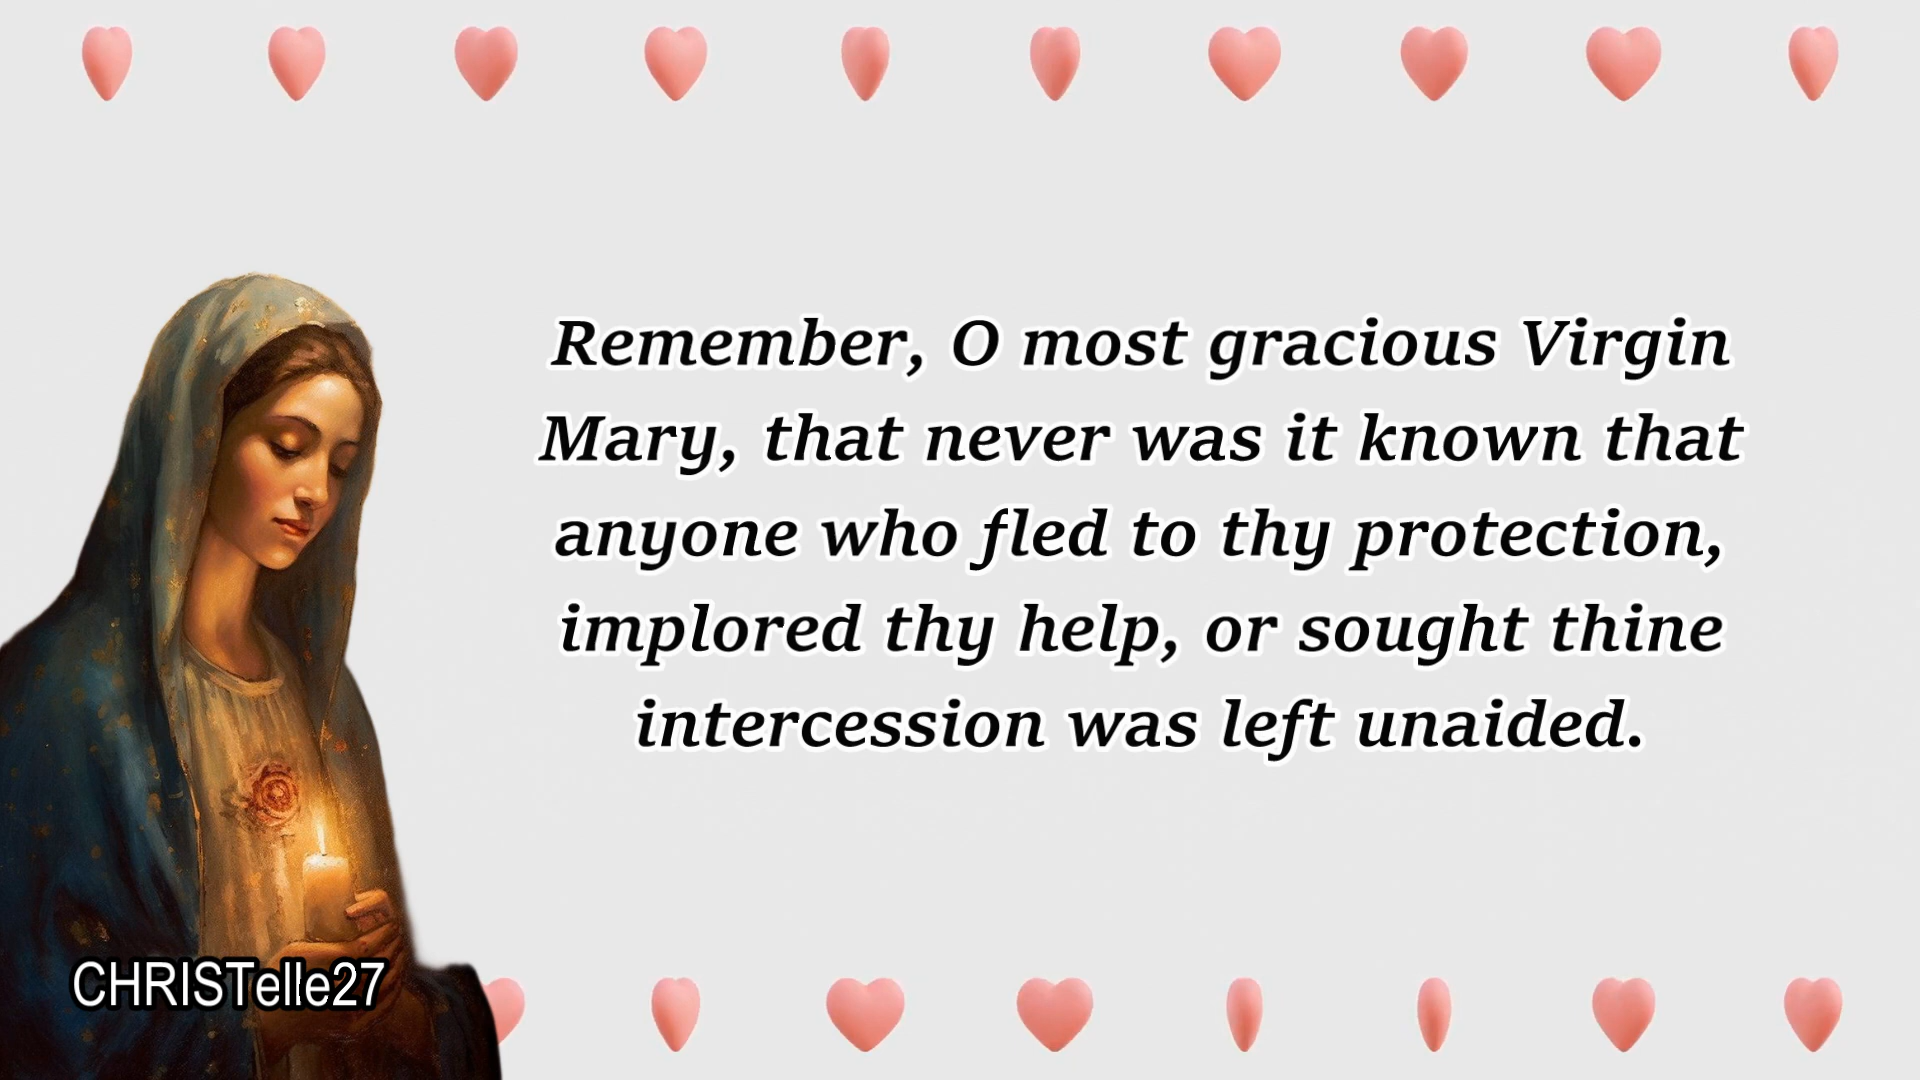 Remember, O most gracious Virgin
Mary, that never was it known that
anyone who fled to thy protection,
implored thy help, or sought thine
intercession was left unaided.
CHRISTelle27